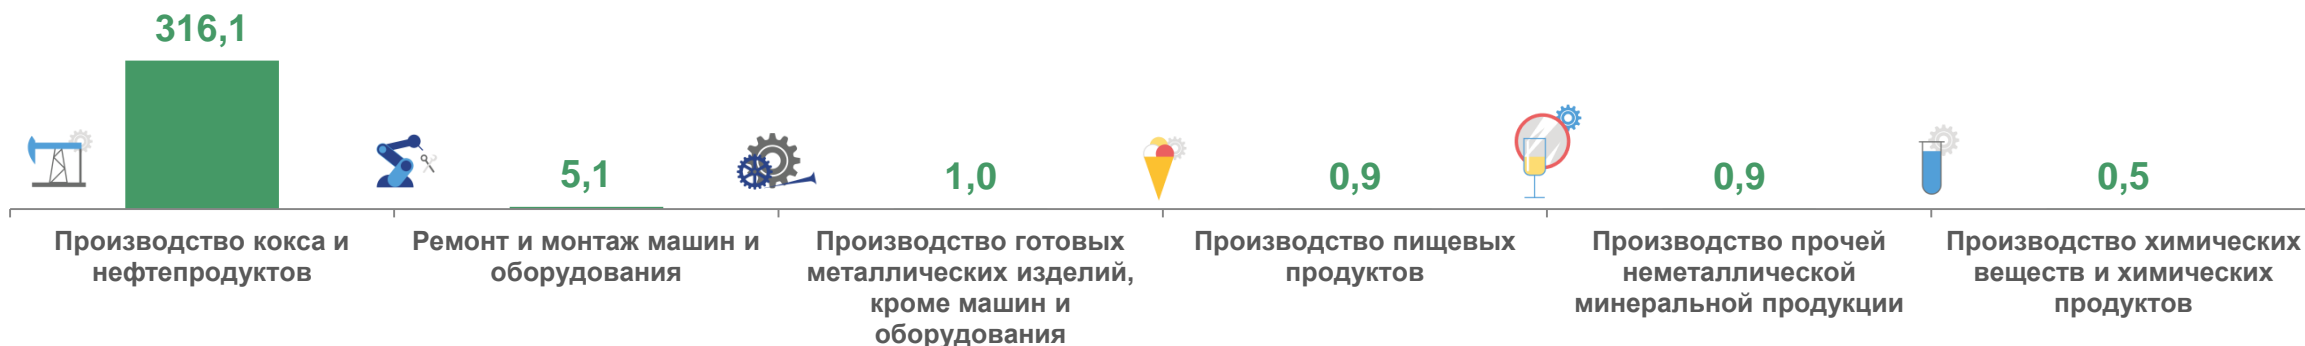 316,1
5,1
1,0
0,9
0,9
0,5
Производство кокса и
нефтепродуктов
Ремонт и монтаж машин и
оборудования
Производство готовых
металлических изделий,
кроме машин и
оборудования
Производство пищевых
продуктов
Производство прочей
неметаллической
минеральной продукции
Производство химических
веществ и химических
продуктов